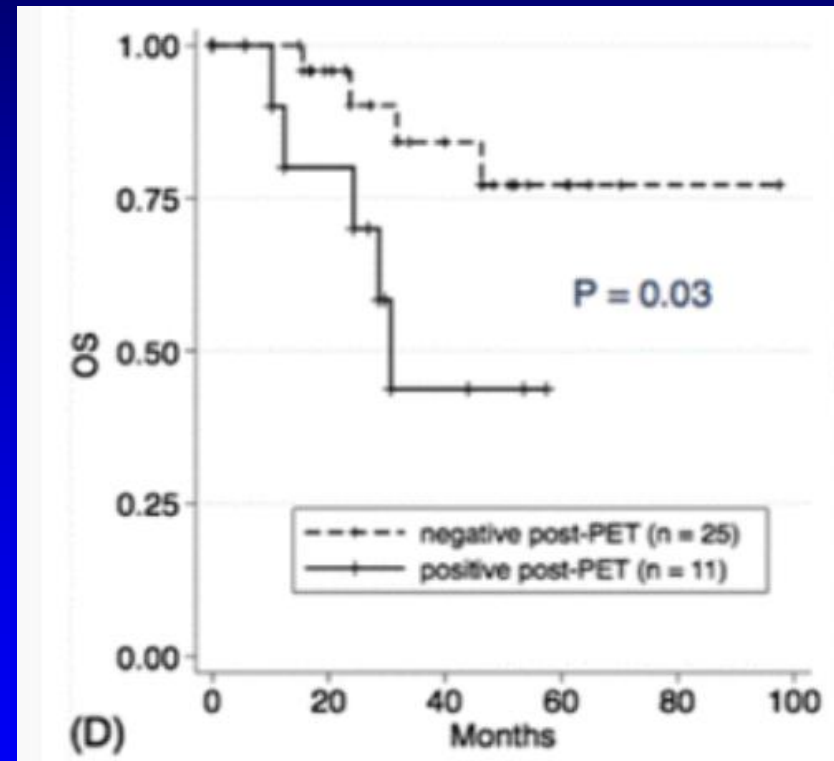 1.00
0.75
P = 0.03
OS
0.50
0.25
negative post-PET (n = 25)
positive post-PET (n = 11)
0.00
0 20 40 60 80 100
(D)
Months